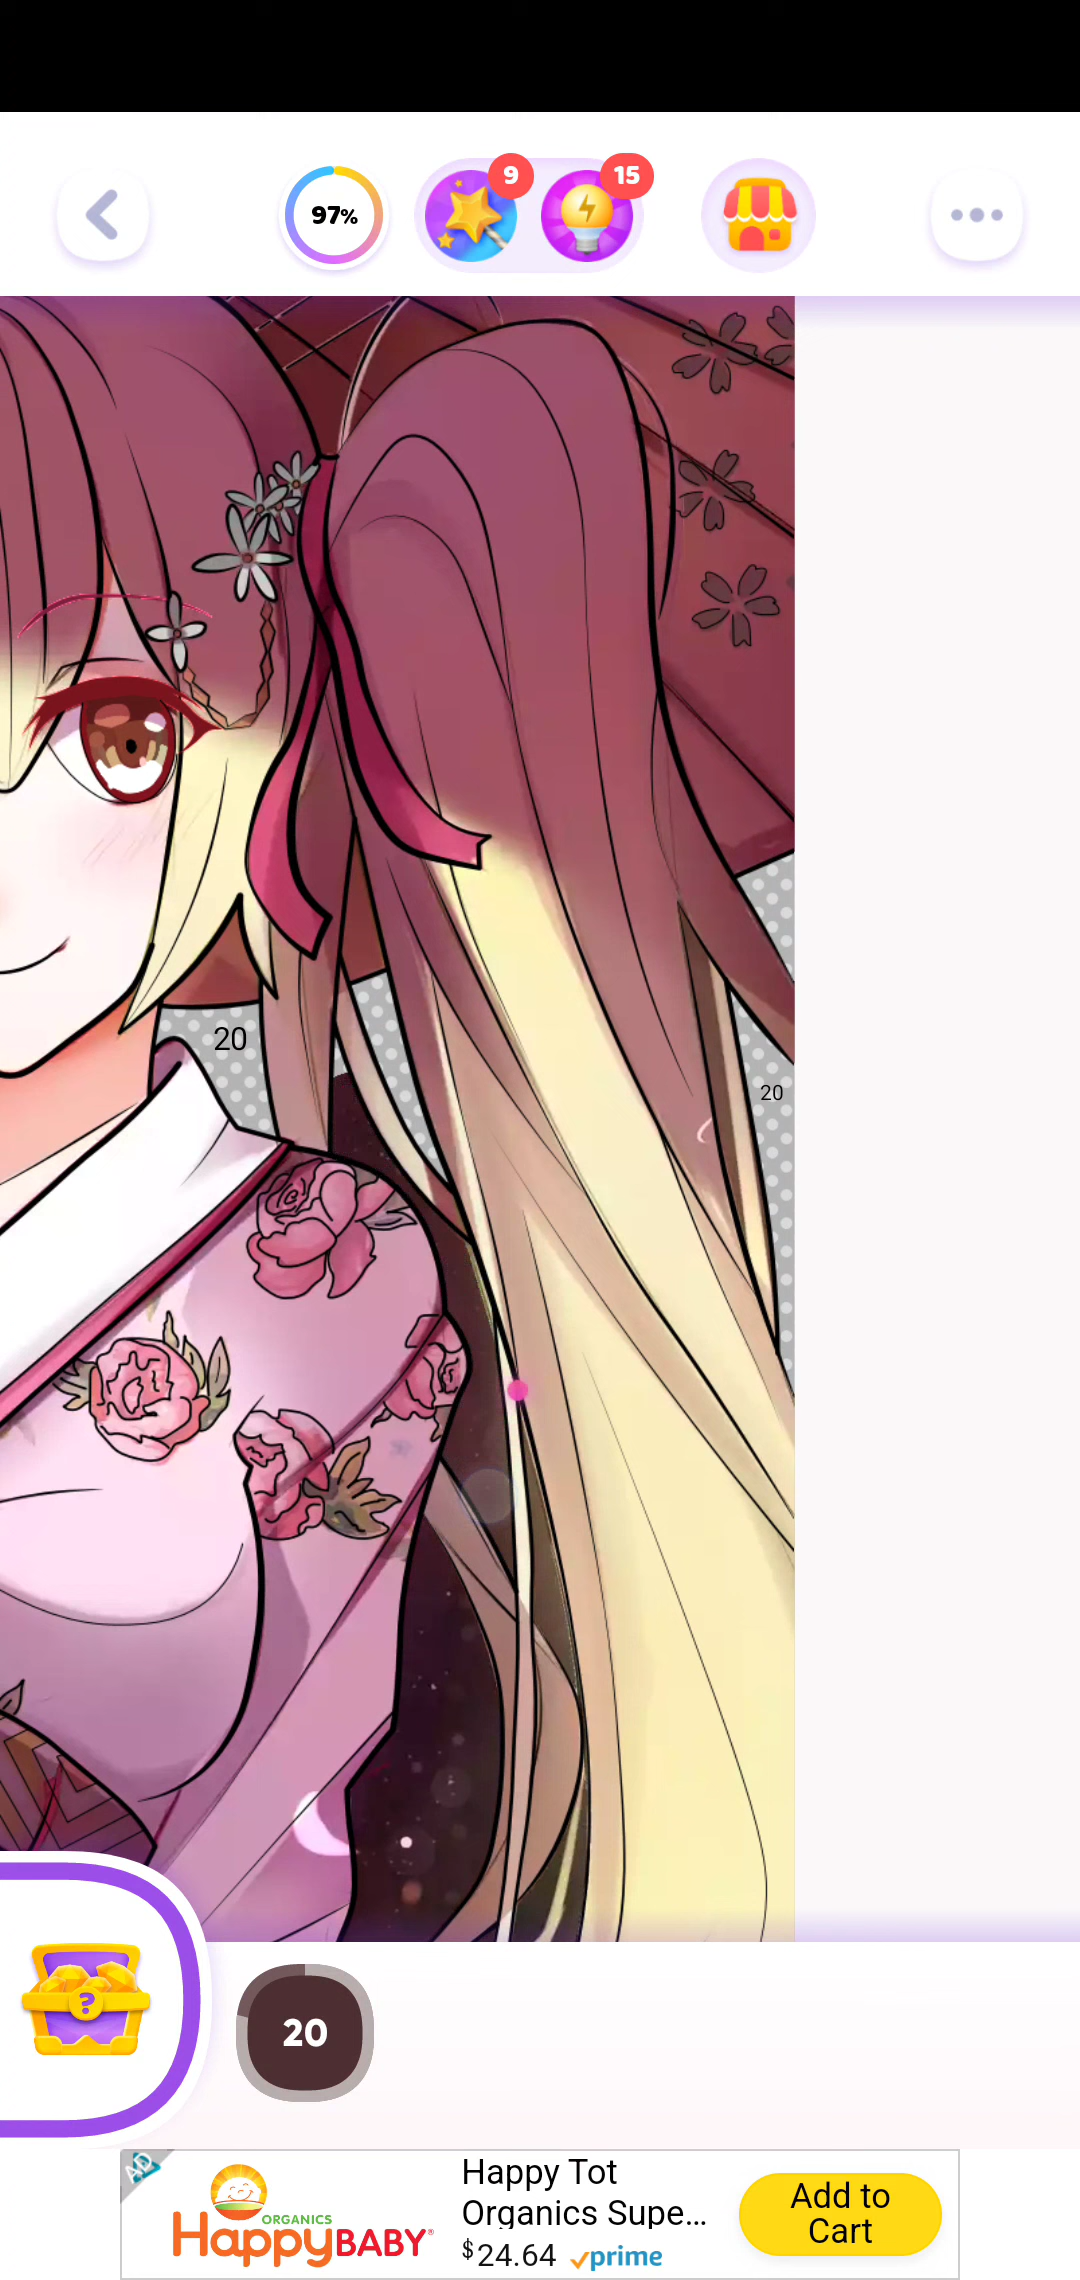 97%
9
15
20
20
20
AD
ORGANICS
HappyBABY®
Happy Tot
Organics Supe...
$24.64 prime
Add to
Cart